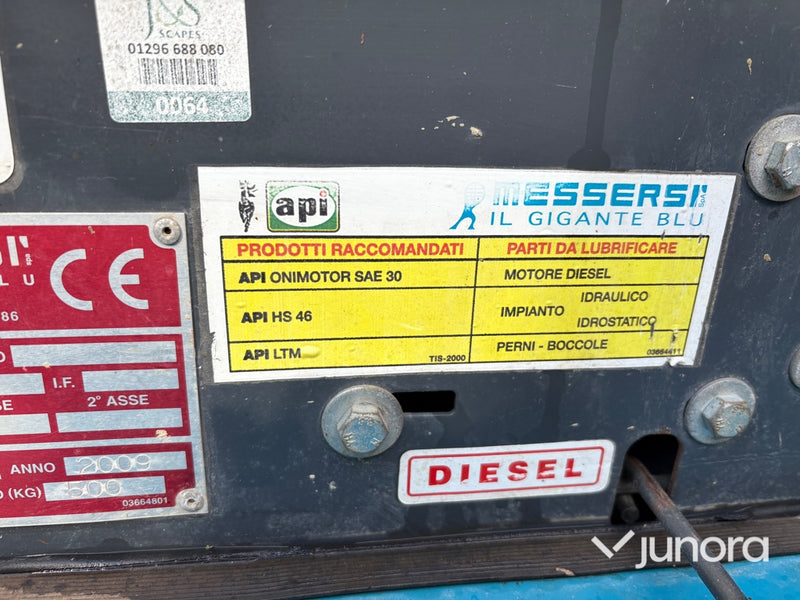 J&S
SCAPES
01296 688 080
0064
api
MESSERSI'
IL GIGANTE BLU
PRODOTTI RACCOMANDATI
PARTI DA LUBRIFICARE
API ONIMOTOR SAE 30
MOTORE DIESEL
API HS 46
IMPIANTO
IDRAULICO
IDROSTATICO
API LTM
TIS-2000
PERNI - BOCCOLE
03664411
spa
L U
CE
86
I.F.
2° ASSE
ANNO 2009
(KG) 500
03664801
DIESEL
junora